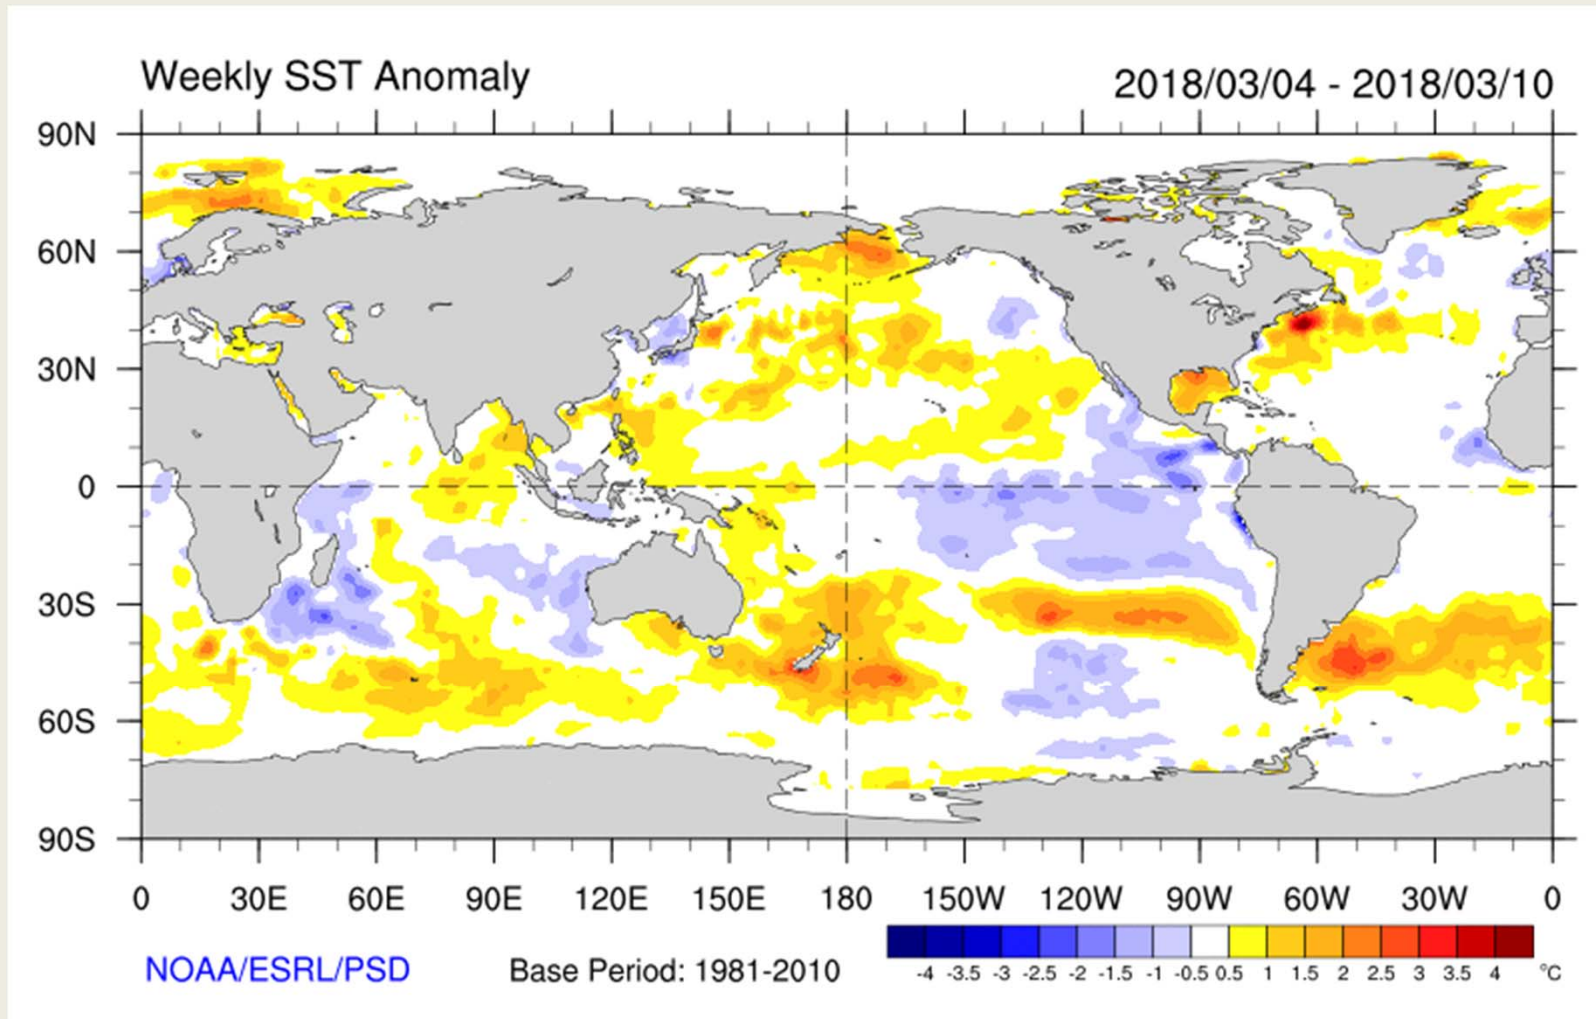 Weekly SST Anomaly
2018/03/04 - 2018/03/10
90N
60N
30N
0
30S
60S
90S
0 30E 60E 90E 120E 150E 180 150W 120W 90W 60W 30W 0
-4 -3.5 -3 -2.5 -2 -1.5 -1 -0.5 0.5 1 1.5 2 2.5 3 3.5 4 °C
NOAA/ESRL/PSD
Base Period: 1981-2010